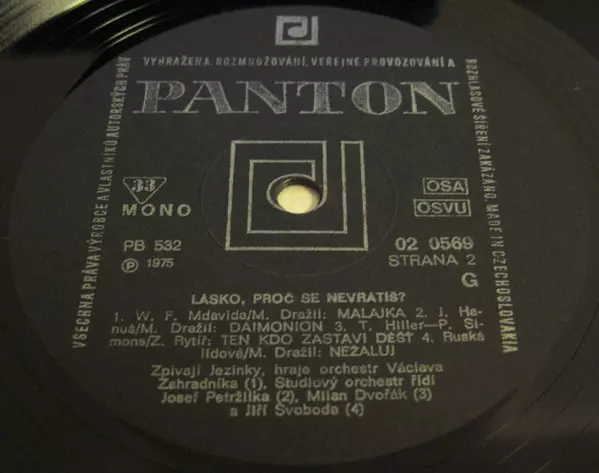 VYHRAŽENA. ROZMNOŽOVÁNÍ, VEŘEJNÉ PROVOZOVÁNÍ A
ROZHLASOVÉ ŠÍŘENÍ ZAKÁZÁNO. MADE IN CZECHOSLOVAKIA
VŠECHNA PRÁVA VÝROBCE A VLASTNÍKŮ AUTORSKÝCH PRÁV
PANTON
33
MONO
OSA
OSVU
PB 532
℗ 1975
02 0569
STRANA 2
G
LÁSKO, PROČ SE NEVRÁTÍŠ?
1. W. F. Mdavida/M. Dražil: MALAJKA 2. J. Ha-
nuš/M. Dražil: DAIMONION 3. T. Hiller—P. Si-
mons/Z. Rytíř: TEN KDO ZASTAVÍ DÉŠŤ 4. Ruská
lidová/M. Dražil: NEŽALUJ
Zpívají Jezinky, hraje orchestr Václava
Zahradníka (1), Studiový orchestr řídí
Josef Petržilka (2), Milan Dvořák (3)
a Jiří Svoboda (4)